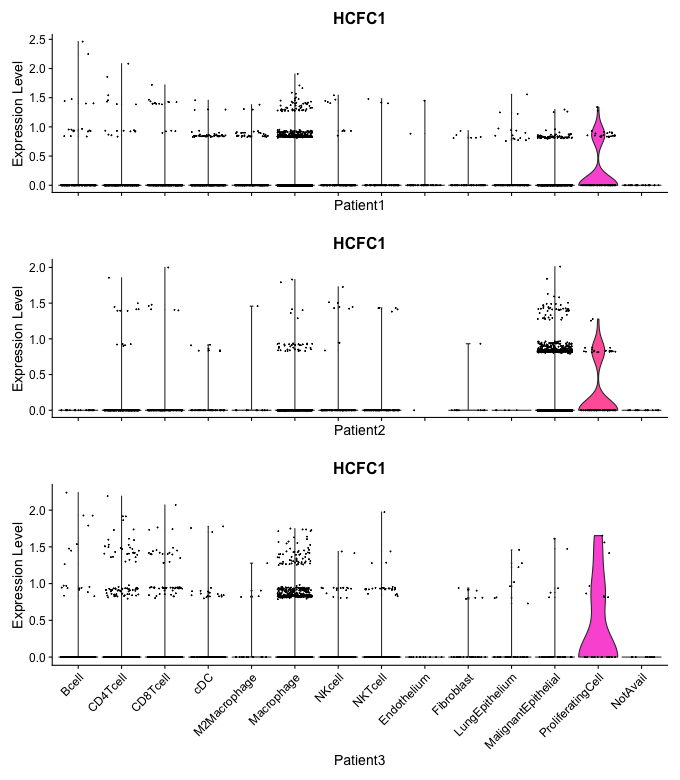 HCFC1
Expression Level
2.5
2.0
1.5
1.0
0.5
0.0
Patient1
HCFC1
Expression Level
2.0
1.5
1.0
0.5
0.0
Patient2
HCFC1
Expression Level
2.0
1.5
1.0
0.5
0.0
Bcell
CD4Tcell
CD8Tcell
cDC
M2Macrophage
Macrophage
NKcell
NKTcell
Endothelium
Fibroblast
LungEpithelium
MalignantEpithelial
ProliferatingCell
NotAvail
Patient3